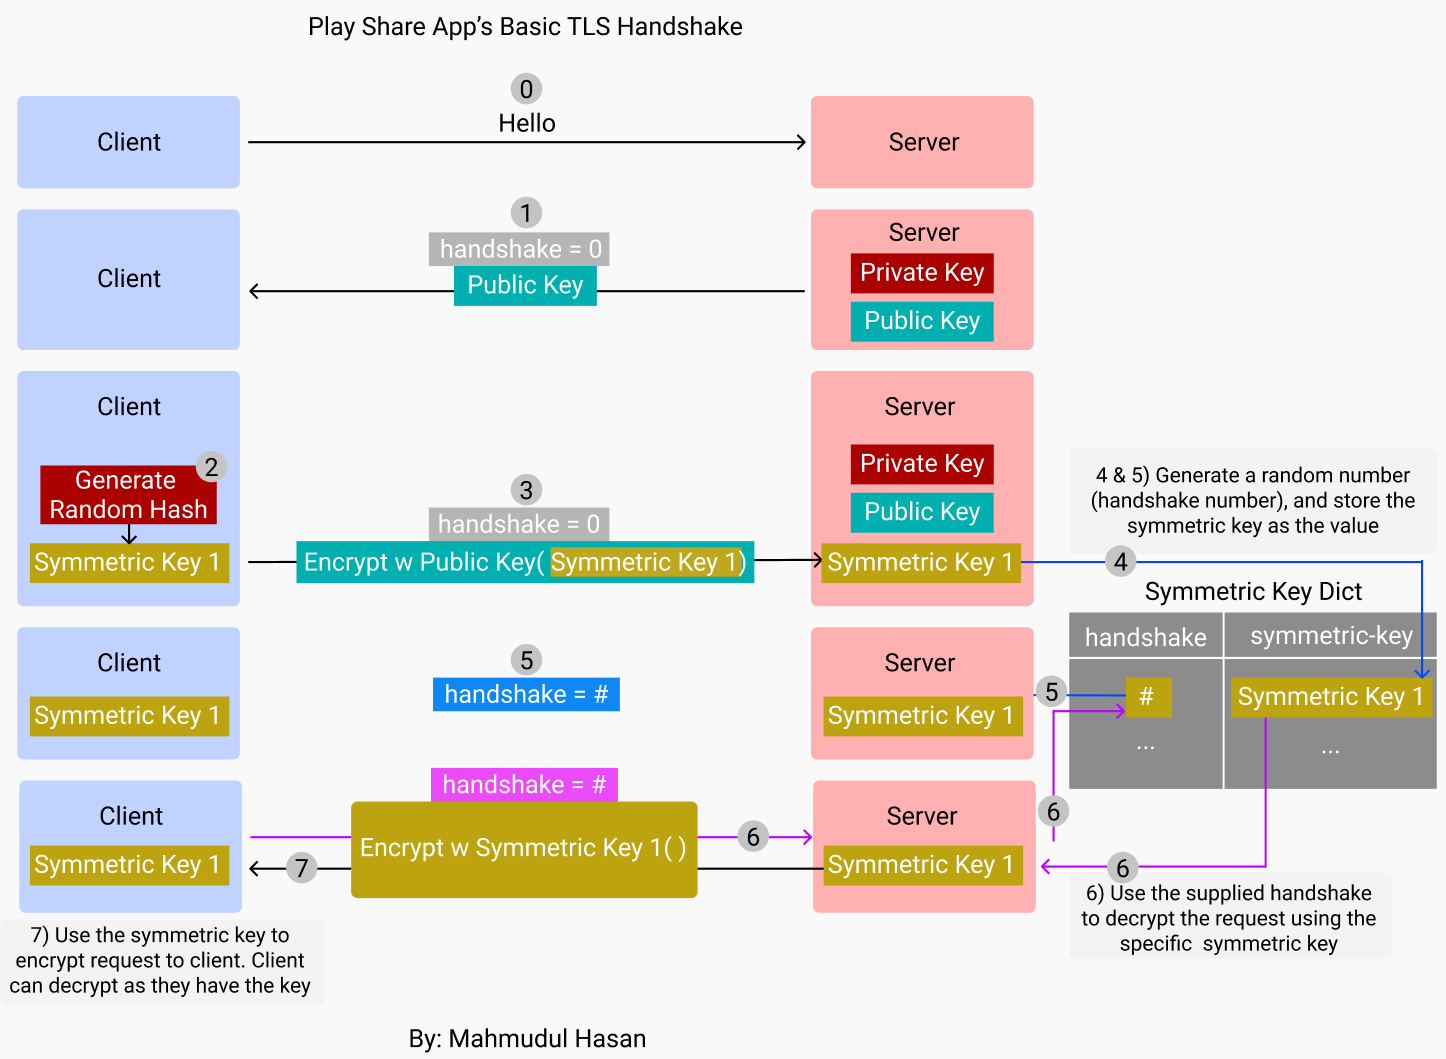 Play Share App's Basic TLS Handshake
0
Hello
Client
Server
1
handshake = 0
Public Key
Client
Server
Private Key
Public Key
Client
2
Generate
Random Hash
Symmetric Key 1
3
handshake = 0
Encrypt w Public Key( Symmetric Key 1)
Server
Private Key
Public Key
Symmetric Key 1
4 & 5) Generate a random number
(handshake number), and store the
symmetric key as the value
4
Symmetric Key Dict
handshake
symmetric-key
#
Symmetric Key 1
...
...
Client
Symmetric Key 1
5
handshake = #
Server
Symmetric Key 1
5
Client
Symmetric Key 1
handshake = #
Encrypt w Symmetric Key 1( )
6
7
Server
Symmetric Key 1
6
6
6) Use the supplied handshake
to decrypt the request using the
specific  symmetric key
7) Use the symmetric key to
encrypt request to client. Client
can decrypt as they have the key
By: Mahmudul Hasan